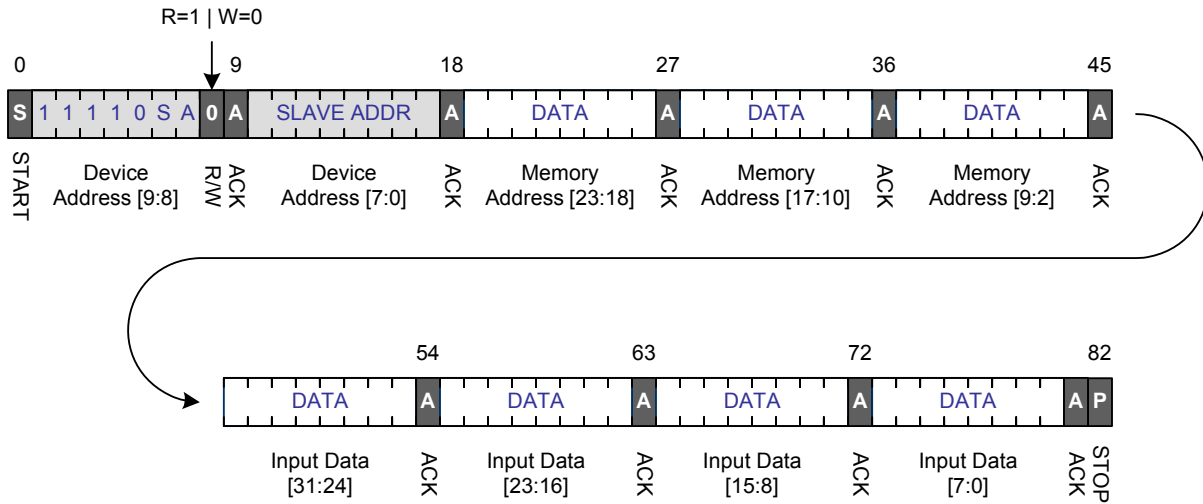 R=1 | W=0
0 9 18 27 36 45
S 1 1 1 1 0 S A 0 A SLAVE ADDR A DATA A DATA A DATA A
START Device Address [9:8] R/W ACK Device Address [7:0] ACK Memory Address [23:18] ACK Memory Address [17:10] ACK Memory Address [9:2] ACK
54 63 72 82
DATA A DATA A DATA A DATA A P
Input Data [31:24] ACK Input Data [23:16] ACK Input Data [15:8] ACK Input Data [7:0] ACK STOP